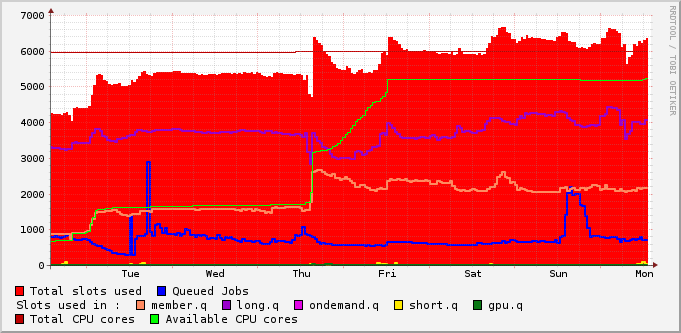 RRDTOOL / TOBI OETIKER
7000
6000
5000
4000
3000
2000
1000
0
Tue Wed Thu Fri Sat Sun Mon
Total slots used Queued Jobs
Slots used in : member.q long.q ondemand.q short.q gpu.q
Total CPU cores Available CPU cores